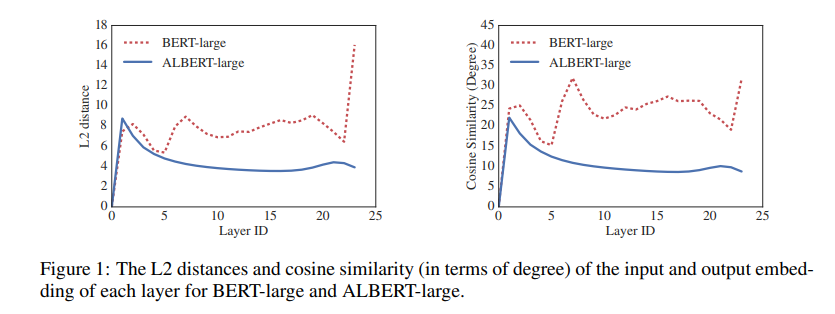 18
16
14
12
10
8
6
4
2
0
L2 distance
BERT-large
ALBERT-large
0 5 10 15 20 25
Layer ID
45
40
35
30
25
20
15
10
5
0
Cosine Similarity (Degree)
BERT-large
ALBERT-large
0 5 10 15 20 25
Layer ID
Figure 1: The L2 distances and cosine similarity (in terms of degree) of the input and output embed-
ding of each layer for BERT-large and ALBERT-large.